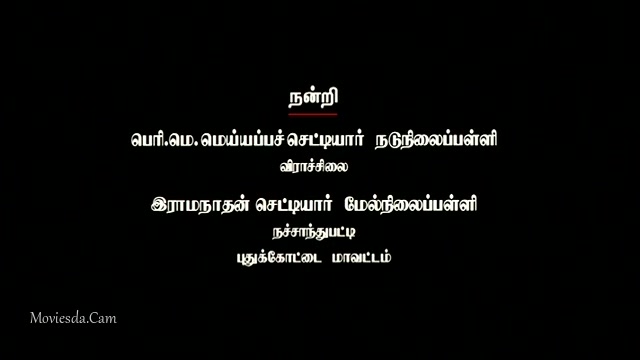 நன்றி
பெரி.மெ.மெய்யப்பச்செட்டியார் நடுநிலைப்பள்ளி
விராச்சிலை
இராமநாதன் செட்டியார் மேல்நிலைப்பள்ளி
நச்சாந்துபட்டி
புதுக்கோட்டை மாவட்டம்
Moviesda.Cam